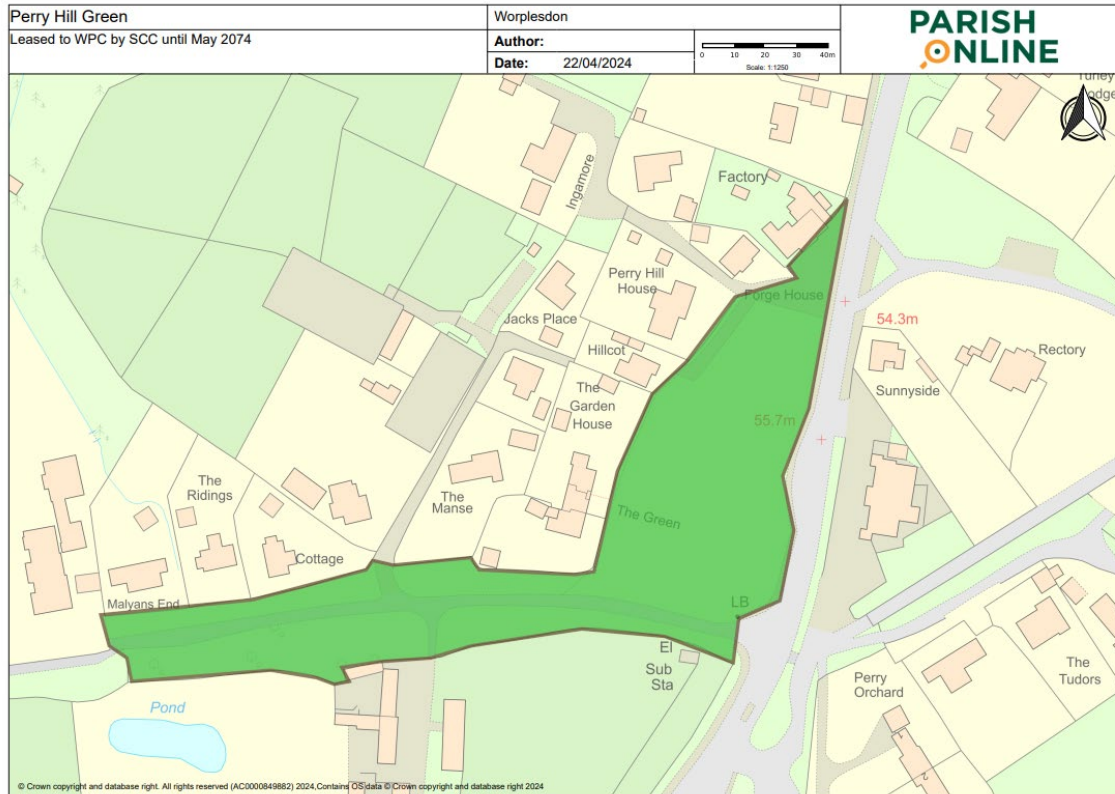 Perry Hill Green
Leased to WPC by SCC until May 2074
Worplesdon
Author:
Date: 22/04/2024
0 10 20 30 40m
Scale: 1:1250
PARISH
ONLINE
Ingamore
Factory
Perry Hill
House
Forge House
54.3m
Jacks Place
Hillcot
Rectory
Sunnyside
The
Garden
House
55.7m
The
Ridings
The
Manse
The Green
Cottage
Malyans End
LB
El
Sub
Sta
Perry
Orchard
The
Tudors
Pond
© Crown copyright and database right. All rights reserved (AC0000849882) 2024,Contains OS data © Crown copyright and database right 2024